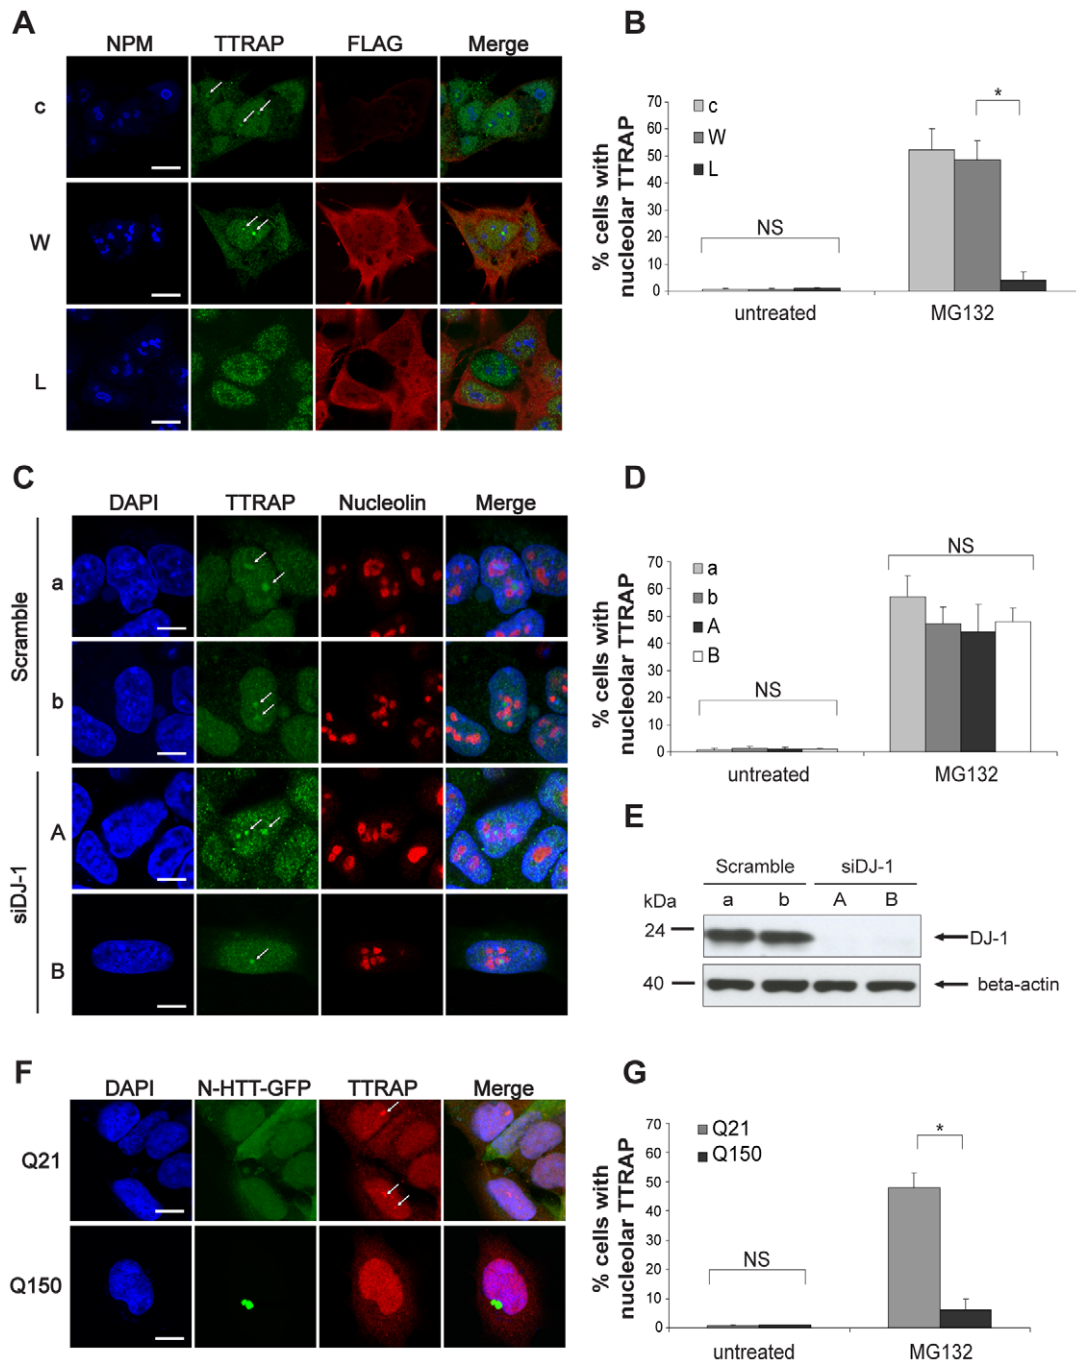 A
NPM TTRAP FLAG Merge
c
W
L
B
% cells with
nucleolar TTRAP
70
60
50
40
30
20
10
0
c
W
L
NS
*
untreated MG132
C
DAPI TTRAP Nucleolin Merge
Scramble
a
b
siDJ-1
A
B
D
% cells with
nucleolar TTRAP
70
60
50
40
30
20
10
0
a
b
A
B
NS
NS
untreated MG132
E
Scramble siDJ-1
kDa a b A B
24 DJ-1
40 beta-actin
F
DAPI N-HTT-GFP TTRAP Merge
Q21
Q150
G
% cells with
nucleolar TTRAP
70
60
50
40
30
20
10
0
Q21
Q150
NS
*
untreated MG132